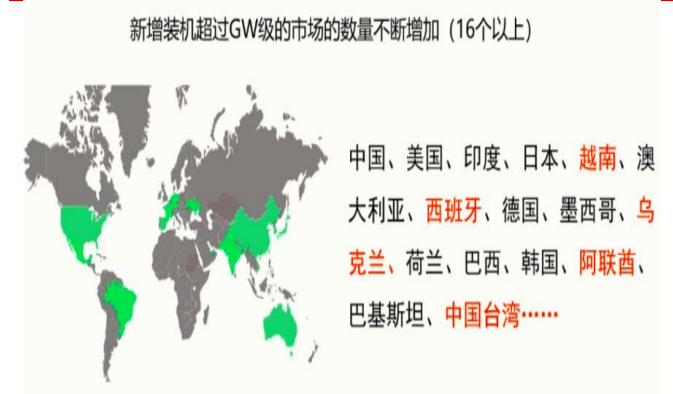 新增装机超过GW级的市场的数量不断增加（16个以上）
中国、美国、印度、日本、越南、澳
大利亚、西班牙、德国、墨西哥、乌
克兰、荷兰、巴西、韩国、阿联酋、
巴基斯坦、中国台湾……